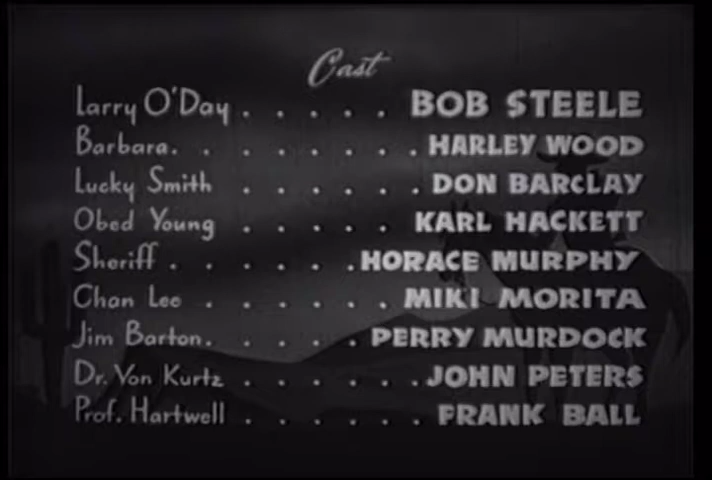 Cast
Larry O'Day . . . . . BOB STEELE
Barbara. . . . . . . . HARLEY WOOD
Lucky Smith . . . . . . DON BARCLAY
Obed Young . . . . . KARL HACKETT
Sheriff . . . . . . HORACE MURPHY
Chan Lee . . . . . . MIKI MORITA
Jim Barton. . . . . PERRY MURDOCK
Dr. Von Kurtz . . . . . . JOHN PETERS
Prof. Hartwell . . . . . FRANK BALL